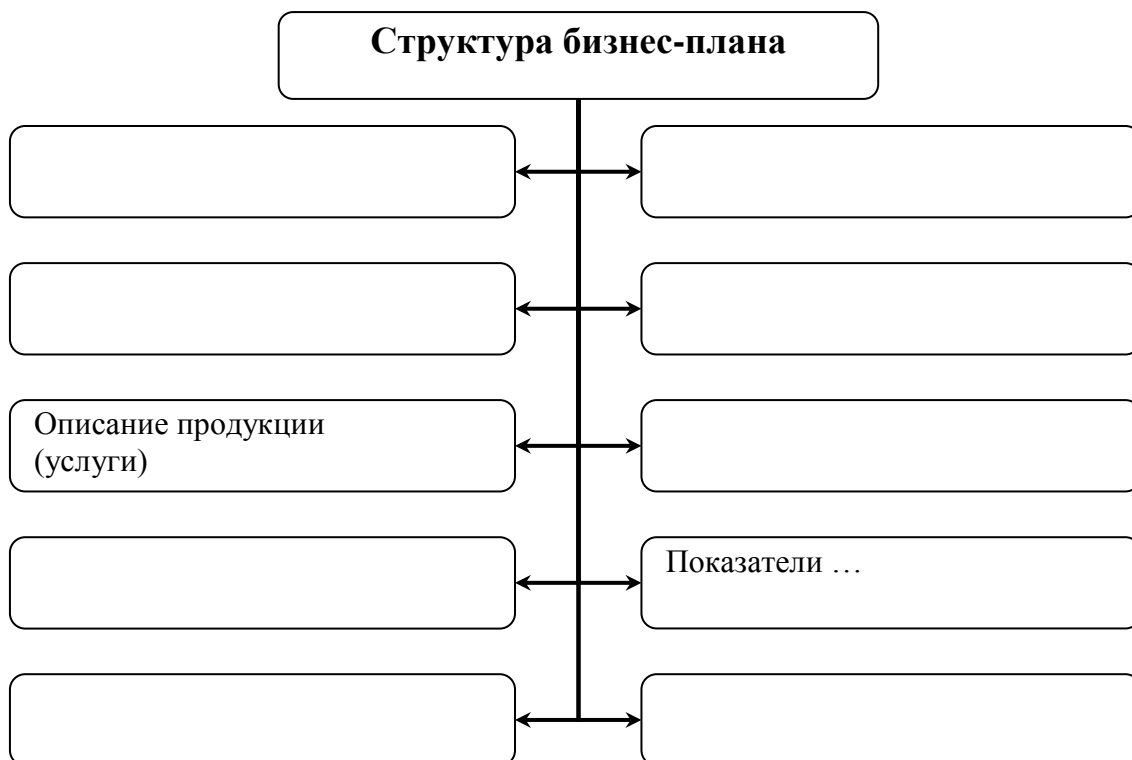 Структура бизнес-плана
Описание продукции
(услуги)
Показатели …